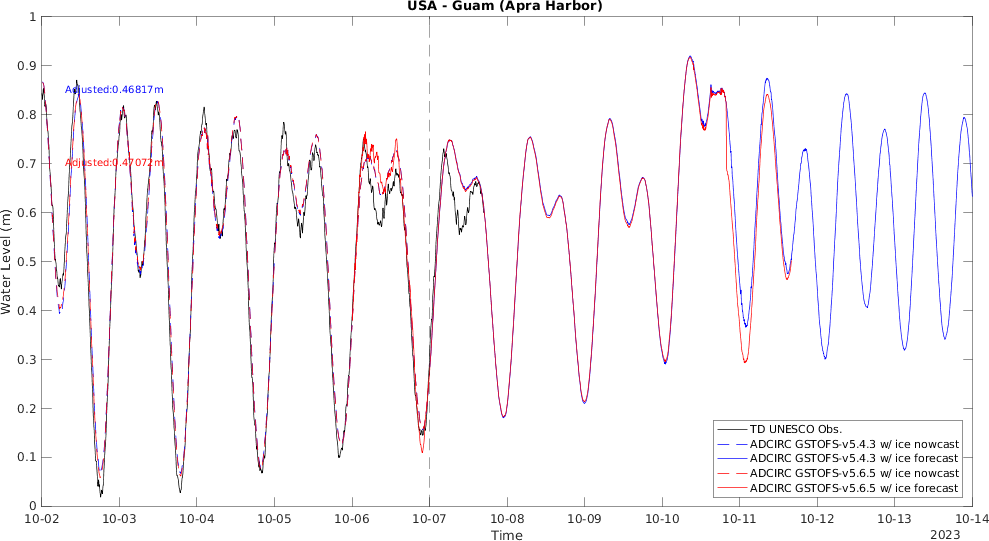 USA - Guam (Apra Harbor)
1
0.9
0.8
0.7
0.6
0.5
0.4
0.3
0.2
0.1
0
Water Level (m)
Adjusted:0.46817m
Adjusted:0.47072m
TD UNESCO Obs.
ADCIRC GSTOFS-v5.4.3 w/ ice nowcast
ADCIRC GSTOFS-v5.4.3 w/ ice forecast
ADCIRC GSTOFS-v5.6.5 w/ ice nowcast
ADCIRC GSTOFS-v5.6.5 w/ ice forecast
10-02 10-03 10-04 10-05 10-06 10-07 10-08 10-09 10-10 10-11 10-12 10-13 10-14
Time
2023